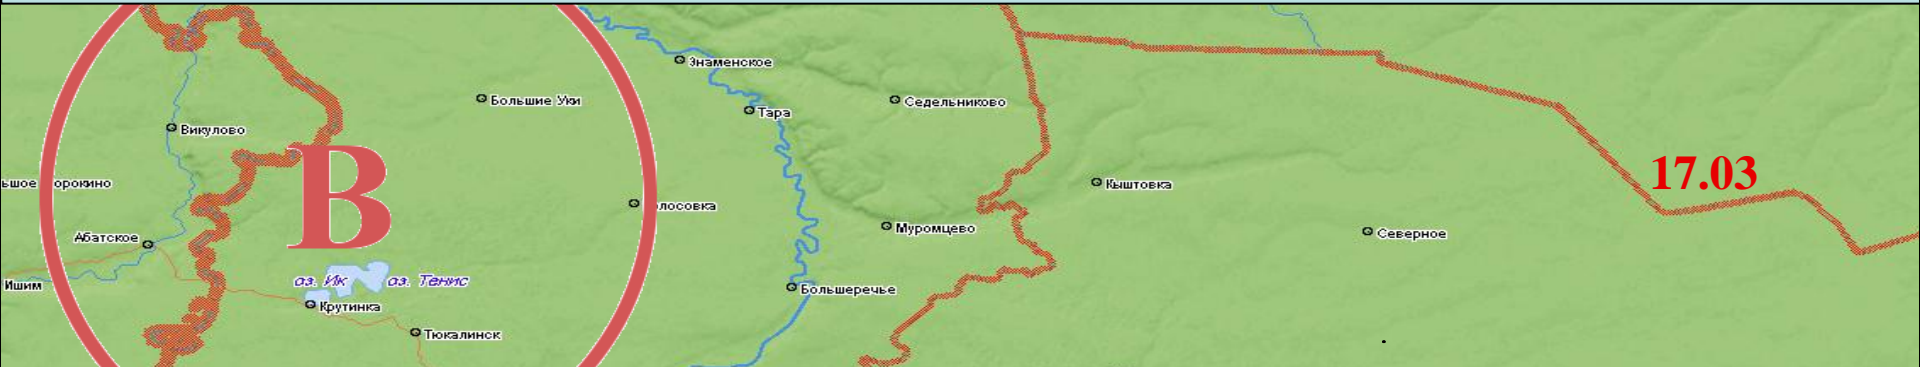 Знаменское
Большие Уки
Седельниково
Тара
Викулово
17.03
В
Кыштовка
лосовка
Абатское
Муромцево
Северное
оз. Ик оз. Тенис
Ишим
Большеречье
Крутинка
Тюкалинск